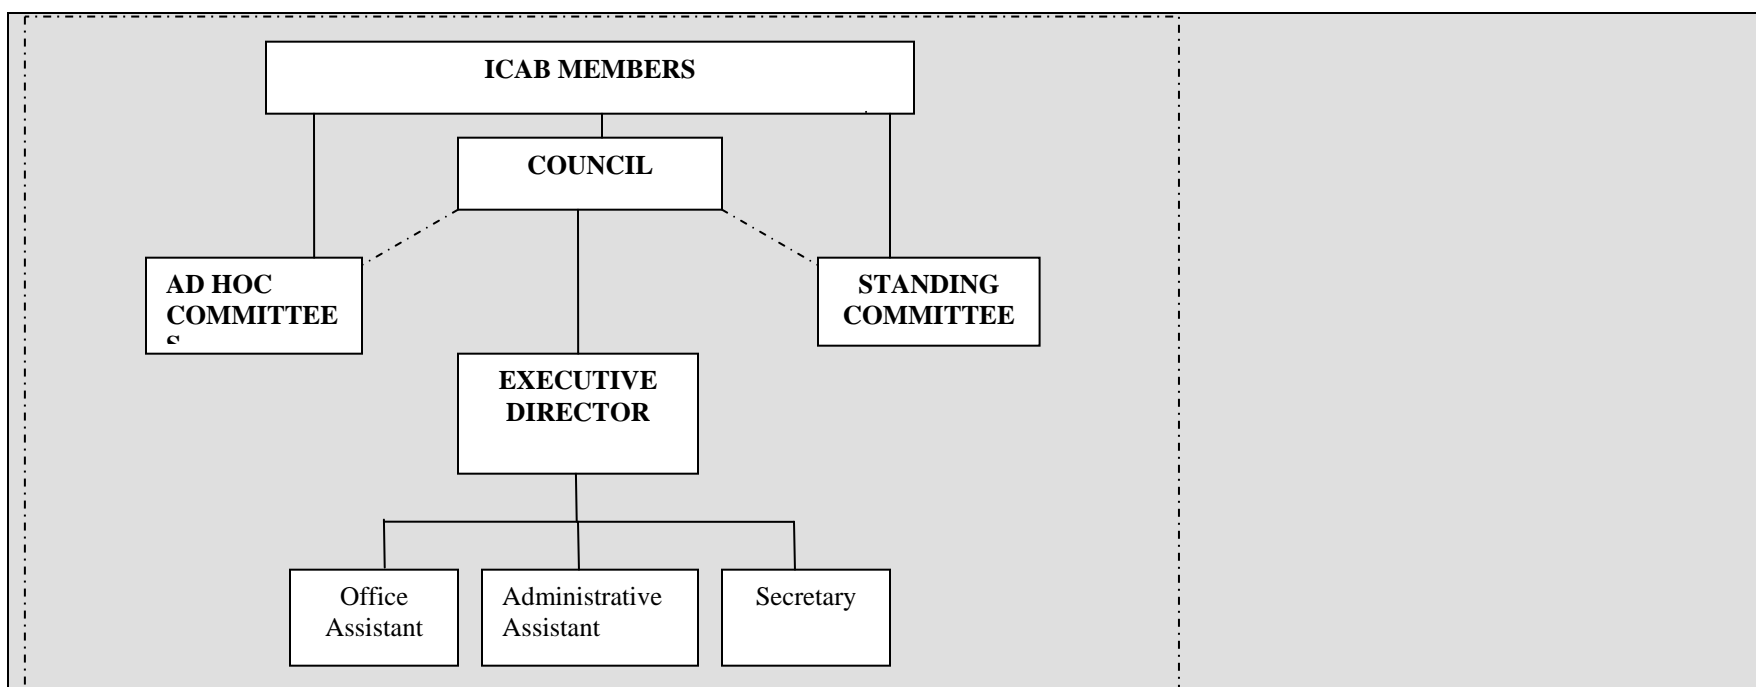 ICAB MEMBERS
COUNCIL
AD HOC
COMMITTEE
S
STANDING
COMMITTEE
EXECUTIVE
DIRECTOR
Office
Assistant
Administrative
Assistant
Secretary